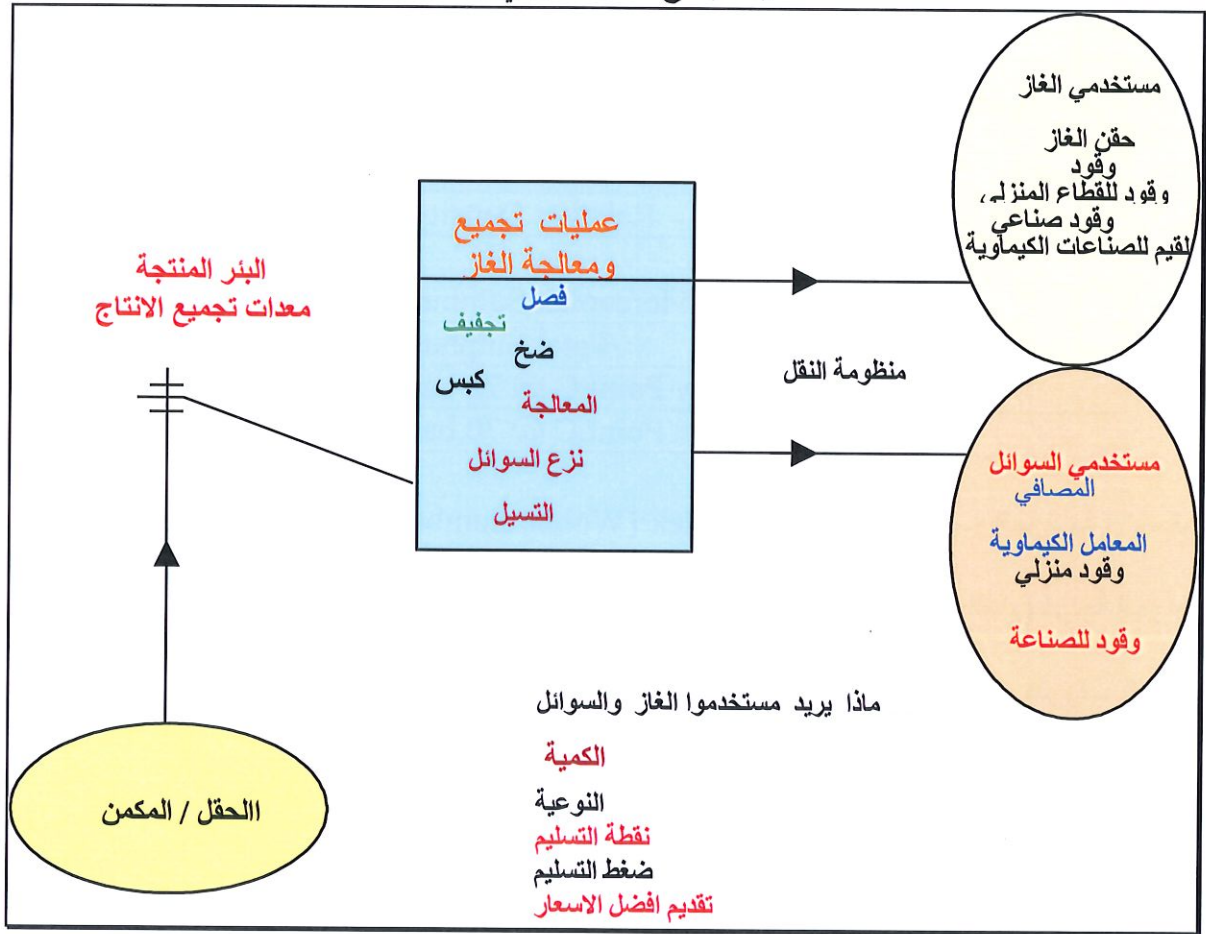 مستخدمي الغاز
حقن الغاز
وقود
وقود للقطاع المنزلي
وقود صناعي
لقيم للصناعات الكيماوية
عمليات تجميع
ومعالجة الغاز
فصل
تجفيف
ضخ
كبس
المعالجة
نزع السوائل
التسيل
البئر المنتجة
معدات تجميع الانتاج
منظومة النقل
مستخدمي السوائل
المصافي
المعامل الكيماوية
وقود منزلي
وقود للصناعة
ماذا يريد مستخدموا الغاز والسوائل
الكمية
النوعية
نقطة التسليم
ضغط التسليم
تقديم افضل الاسعار
االحقل / المكمن